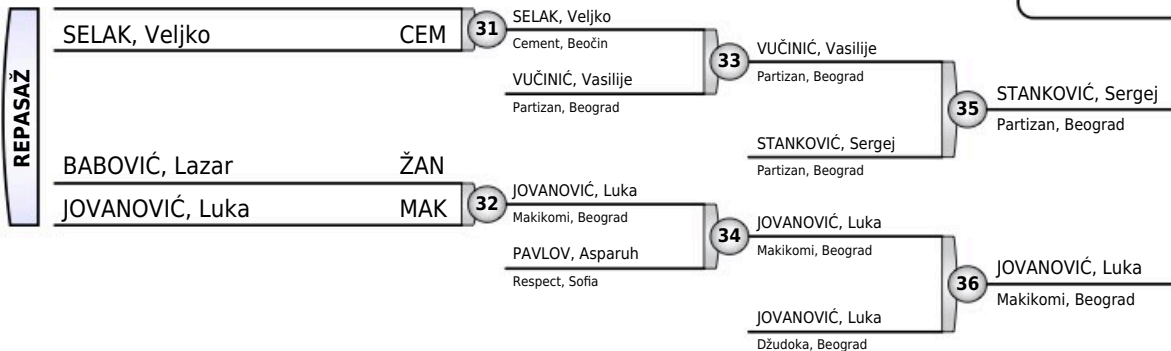 REPASAŽ
SELAK, Veljko CEM
BABOVIĆ, Lazar ŽAN
JOVANOVIĆ, Luka MAK
31
SELAK, Veljko
Cement, Beočin
VUČINIĆ, Vasilije
Partizan, Beograd
32
JOVANOVIĆ, Luka
Makikomi, Beograd
PAVLOV, Asparuh
Respect, Sofia
33
VUČINIĆ, Vasilije
Partizan, Beograd
STANKOVIĆ, Sergej
Partizan, Beograd
34
JOVANOVIĆ, Luka
Makikomi, Beograd
JOVANOVIĆ, Luka
Džudoka, Beograd
35
STANKOVIĆ, Sergej
Partizan, Beograd
36
JOVANOVIĆ, Luka
Makikomi, Beograd